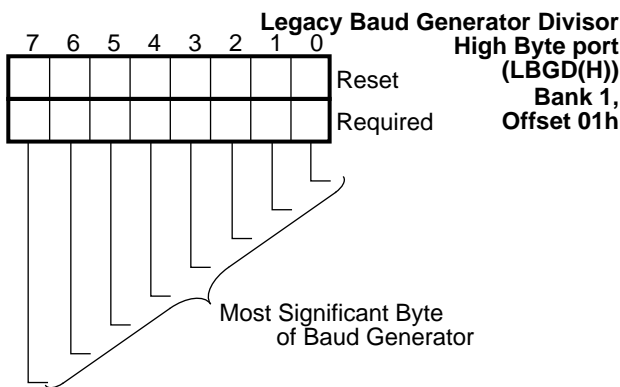 Legacy Baud Generator Divisor
High Byte port
(LBGD(H))
Bank 1,
Offset 01h
7 6 5 4 3 2 1 0
Reset
Required
Most Significant Byte
of Baud Generator